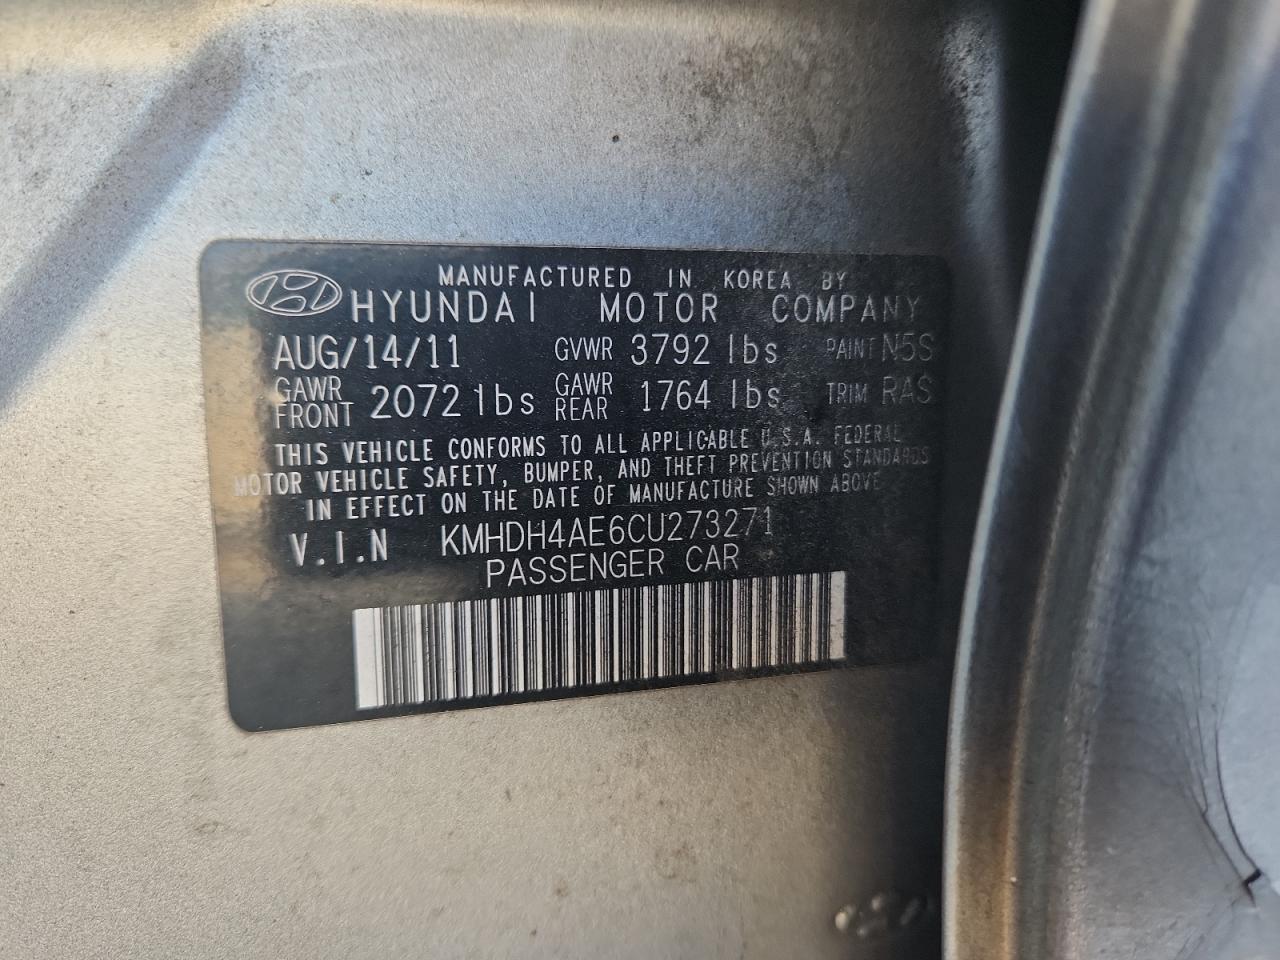 MANUFACTURED IN KOREA BY
HYUNDAI MOTOR COMPANY
AUG/14/11 GVWR 3792 lbs PAINT N5S
GAWR FRONT 2072 lbs GAWR REAR 1764 lbs TRIM RAS
THIS VEHICLE CONFORMS TO ALL APPLICABLE U.S.A. FEDERAL
MOTOR VEHICLE SAFETY, BUMPER, AND THEFT PREVENTION STANDARDS
IN EFFECT ON THE DATE OF MANUFACTURE SHOWN ABOVE
V.I.N KMHDH4AE6CU273271
PASSENGER CAR